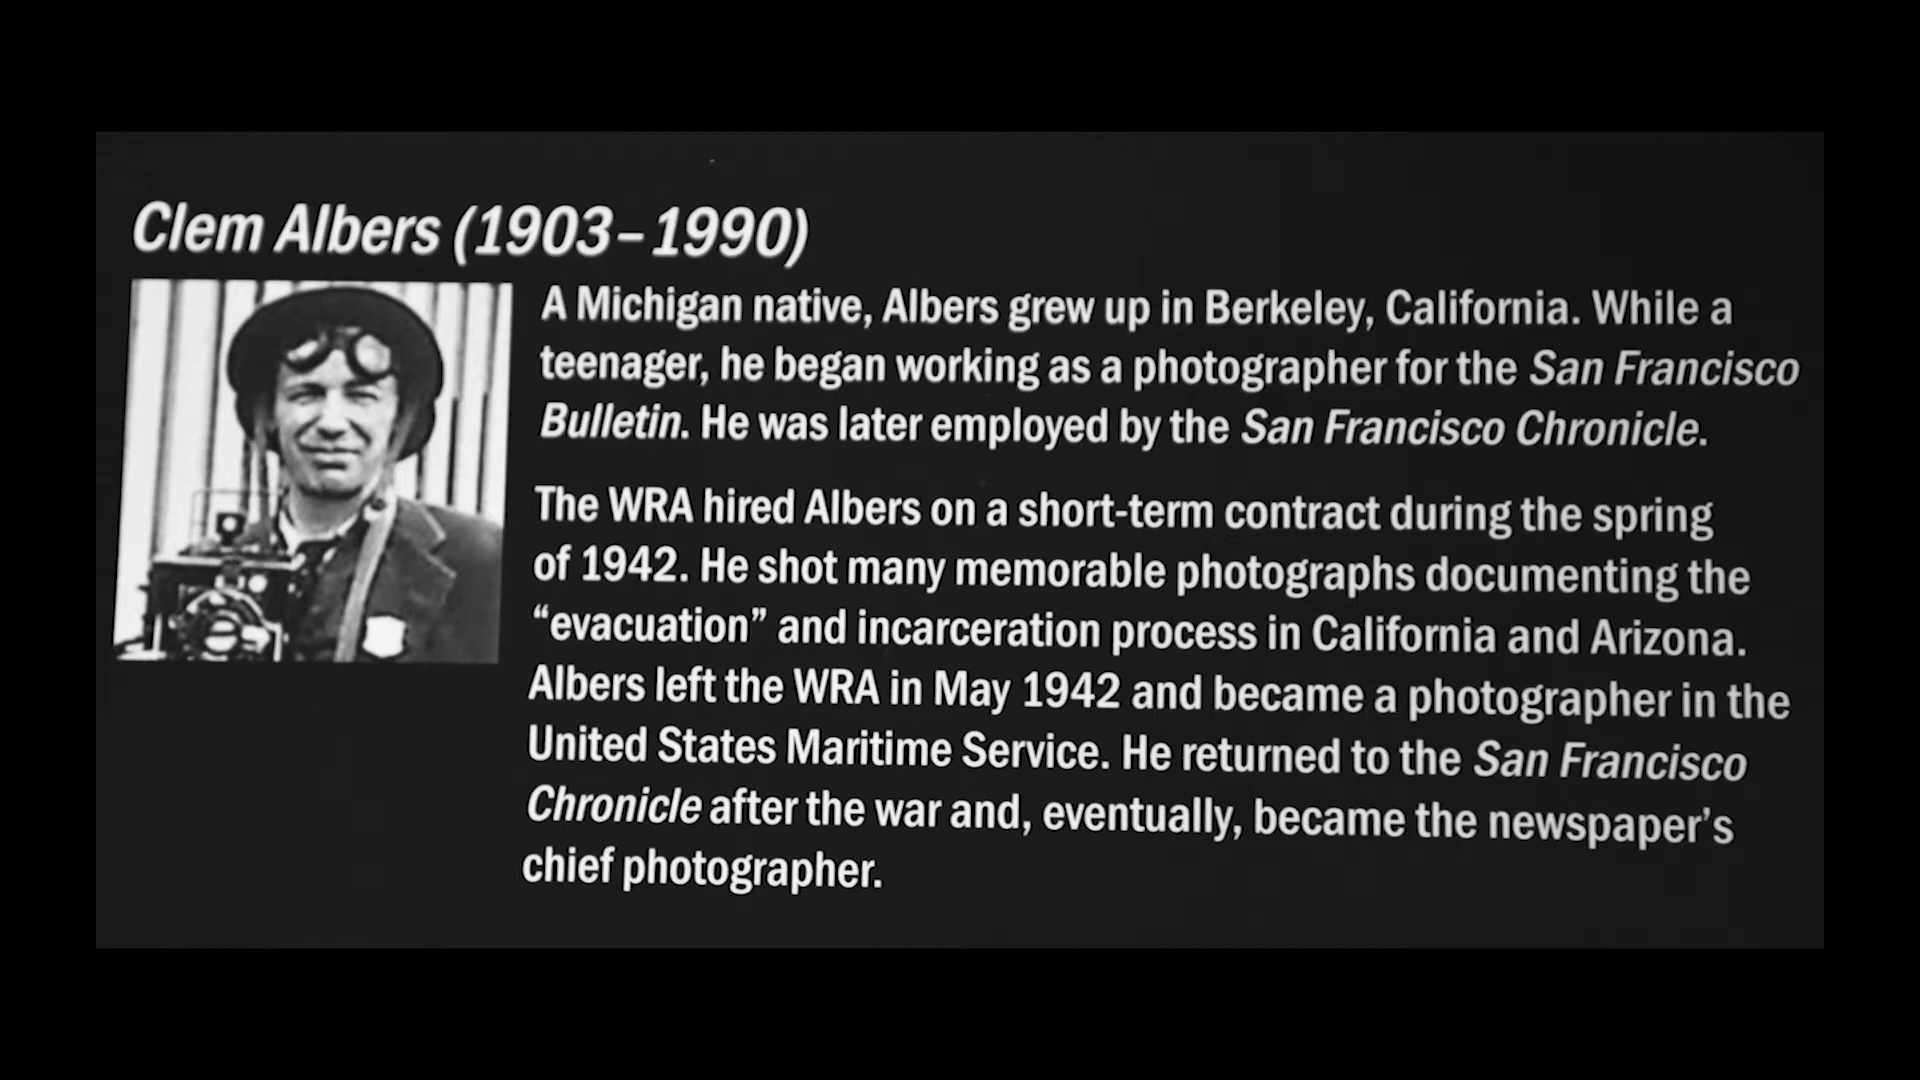 Clem Albers (1903–1990)
A Michigan native, Albers grew up in Berkeley, California. While a
teenager, he began working as a photographer for the San Francisco
Bulletin. He was later employed by the San Francisco Chronicle.
The WRA hired Albers on a short-term contract during the spring
of 1942. He shot many memorable photographs documenting the
“evacuation” and incarceration process in California and Arizona.
Albers left the WRA in May 1942 and became a photographer in the
United States Maritime Service. He returned to the San Francisco
Chronicle after the war and, eventually, became the newspaper’s
chief photographer.